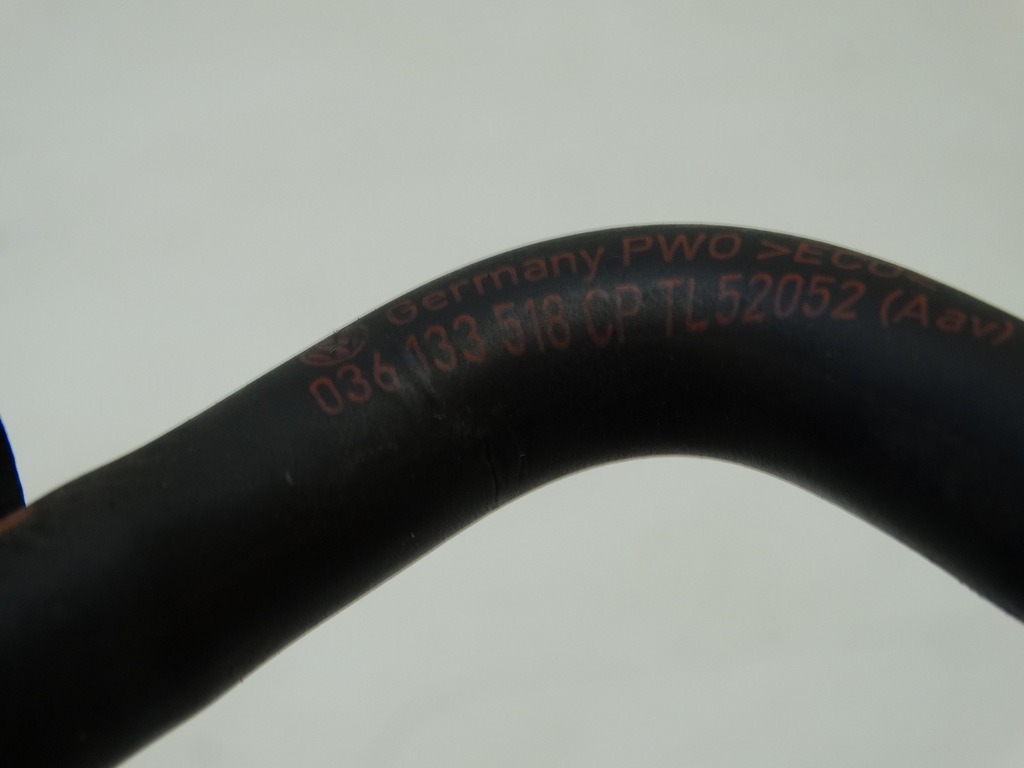 Germany PWO >ECO
036 133 518 CP TL 52052 (Aav)